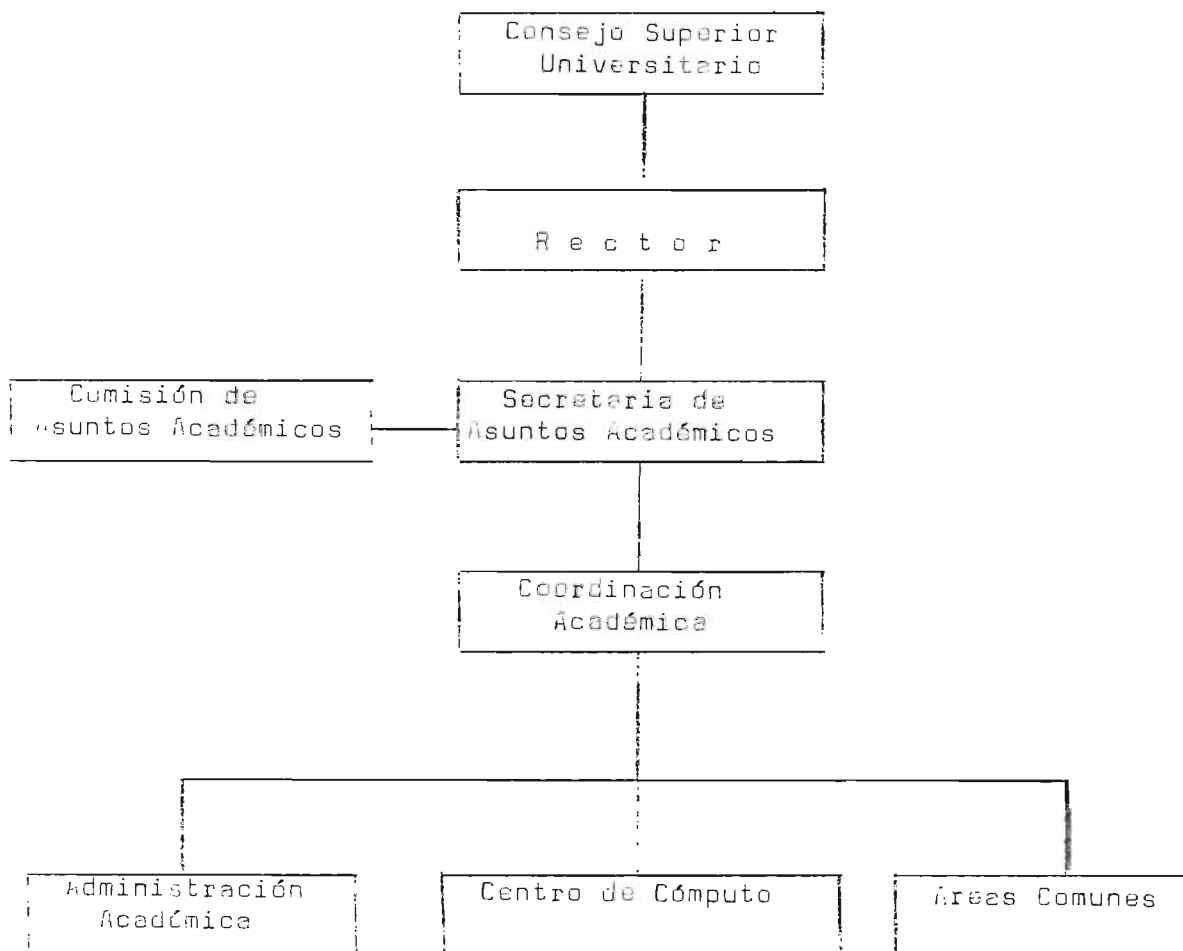 Consejo Superior
Universitario
R e c t o r
Comisión de
Asuntos Académicos
Secretaria de
Asuntos Académicos
Coordinación
Académica
Administración
Académica
Centro de Cómputo
Areas Comunes